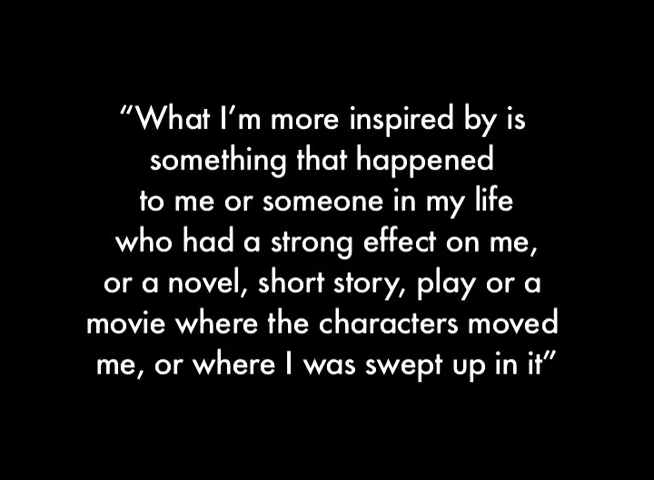 “What I’m more inspired by is
something that happened
to me or someone in my life
who had a strong effect on me,
or a novel, short story, play or a
movie where the characters moved
me, or where I was swept up in it”